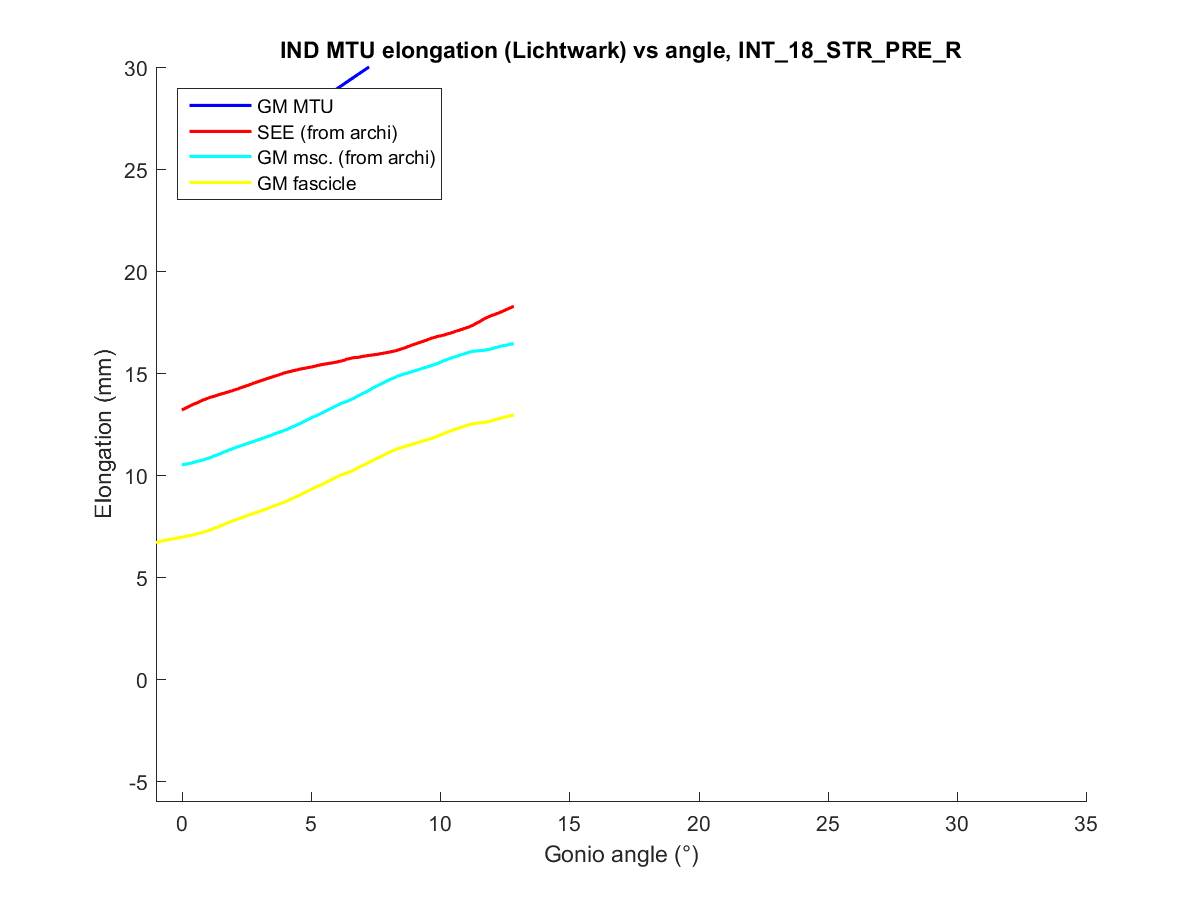 IND MTU elongation (Lichtwark) vs angle, INT_18_STR_PRE_R
30
25
20
15
10
5
0
-5
Elongation (mm)
GM MTU
SEE (from archi)
GM msc. (from archi)
GM fascicle
0 5 10 15 20 25 30 35
Gonio angle (°)